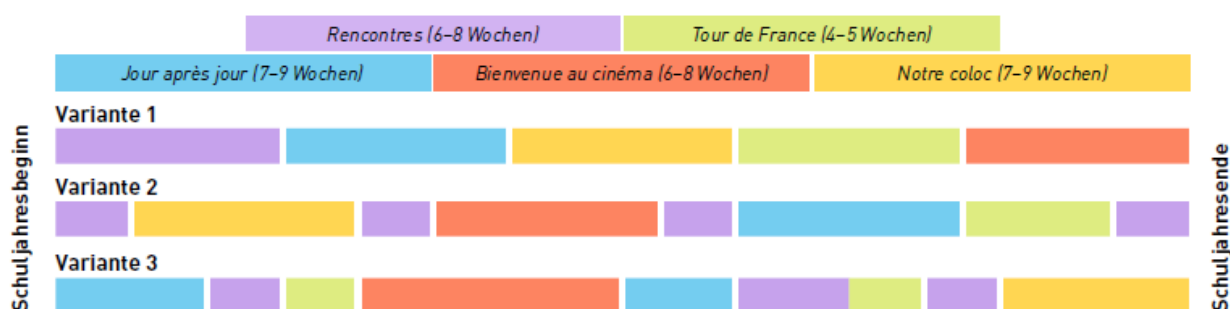 Rencontres (6–8 Wochen)
Tour de France (4–5 Wochen)
Jour après jour (7–9 Wochen)
Bienvenue au cinéma (6–8 Wochen)
Notre coloc (7–9 Wochen)
Schuljahresbeginn
Variante 1
Variante 2
Variante 3
Schuljahresende